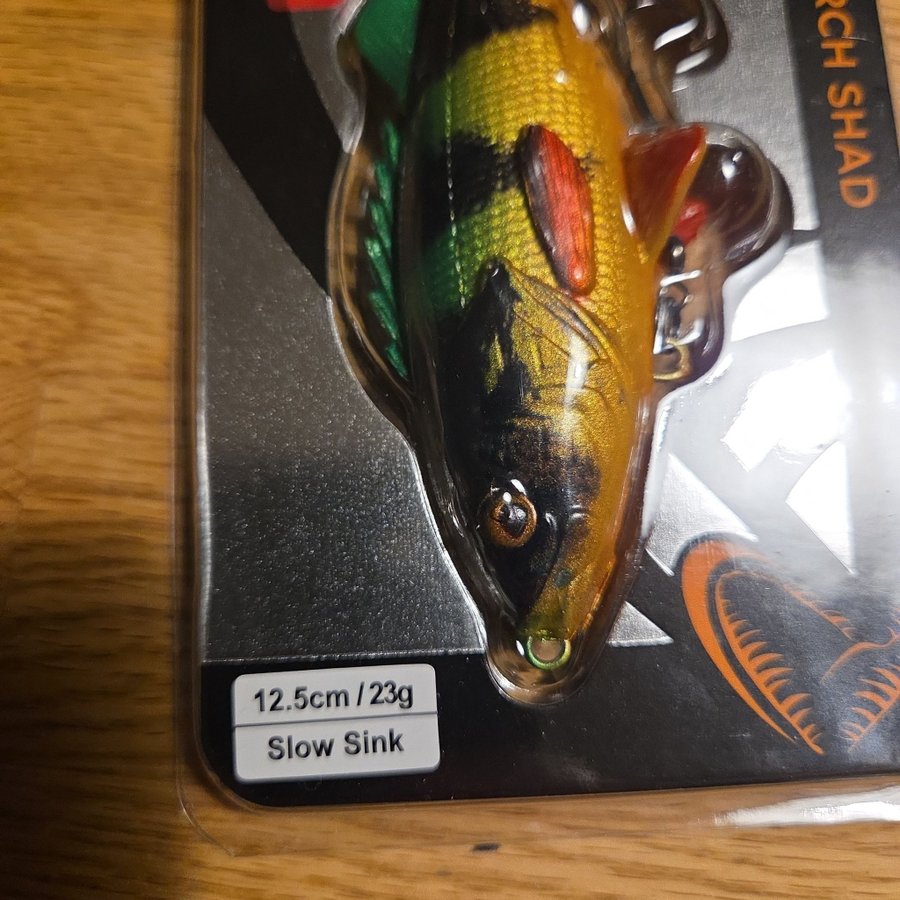 RCH SHAD
12.5cm / 23g
Slow Sink